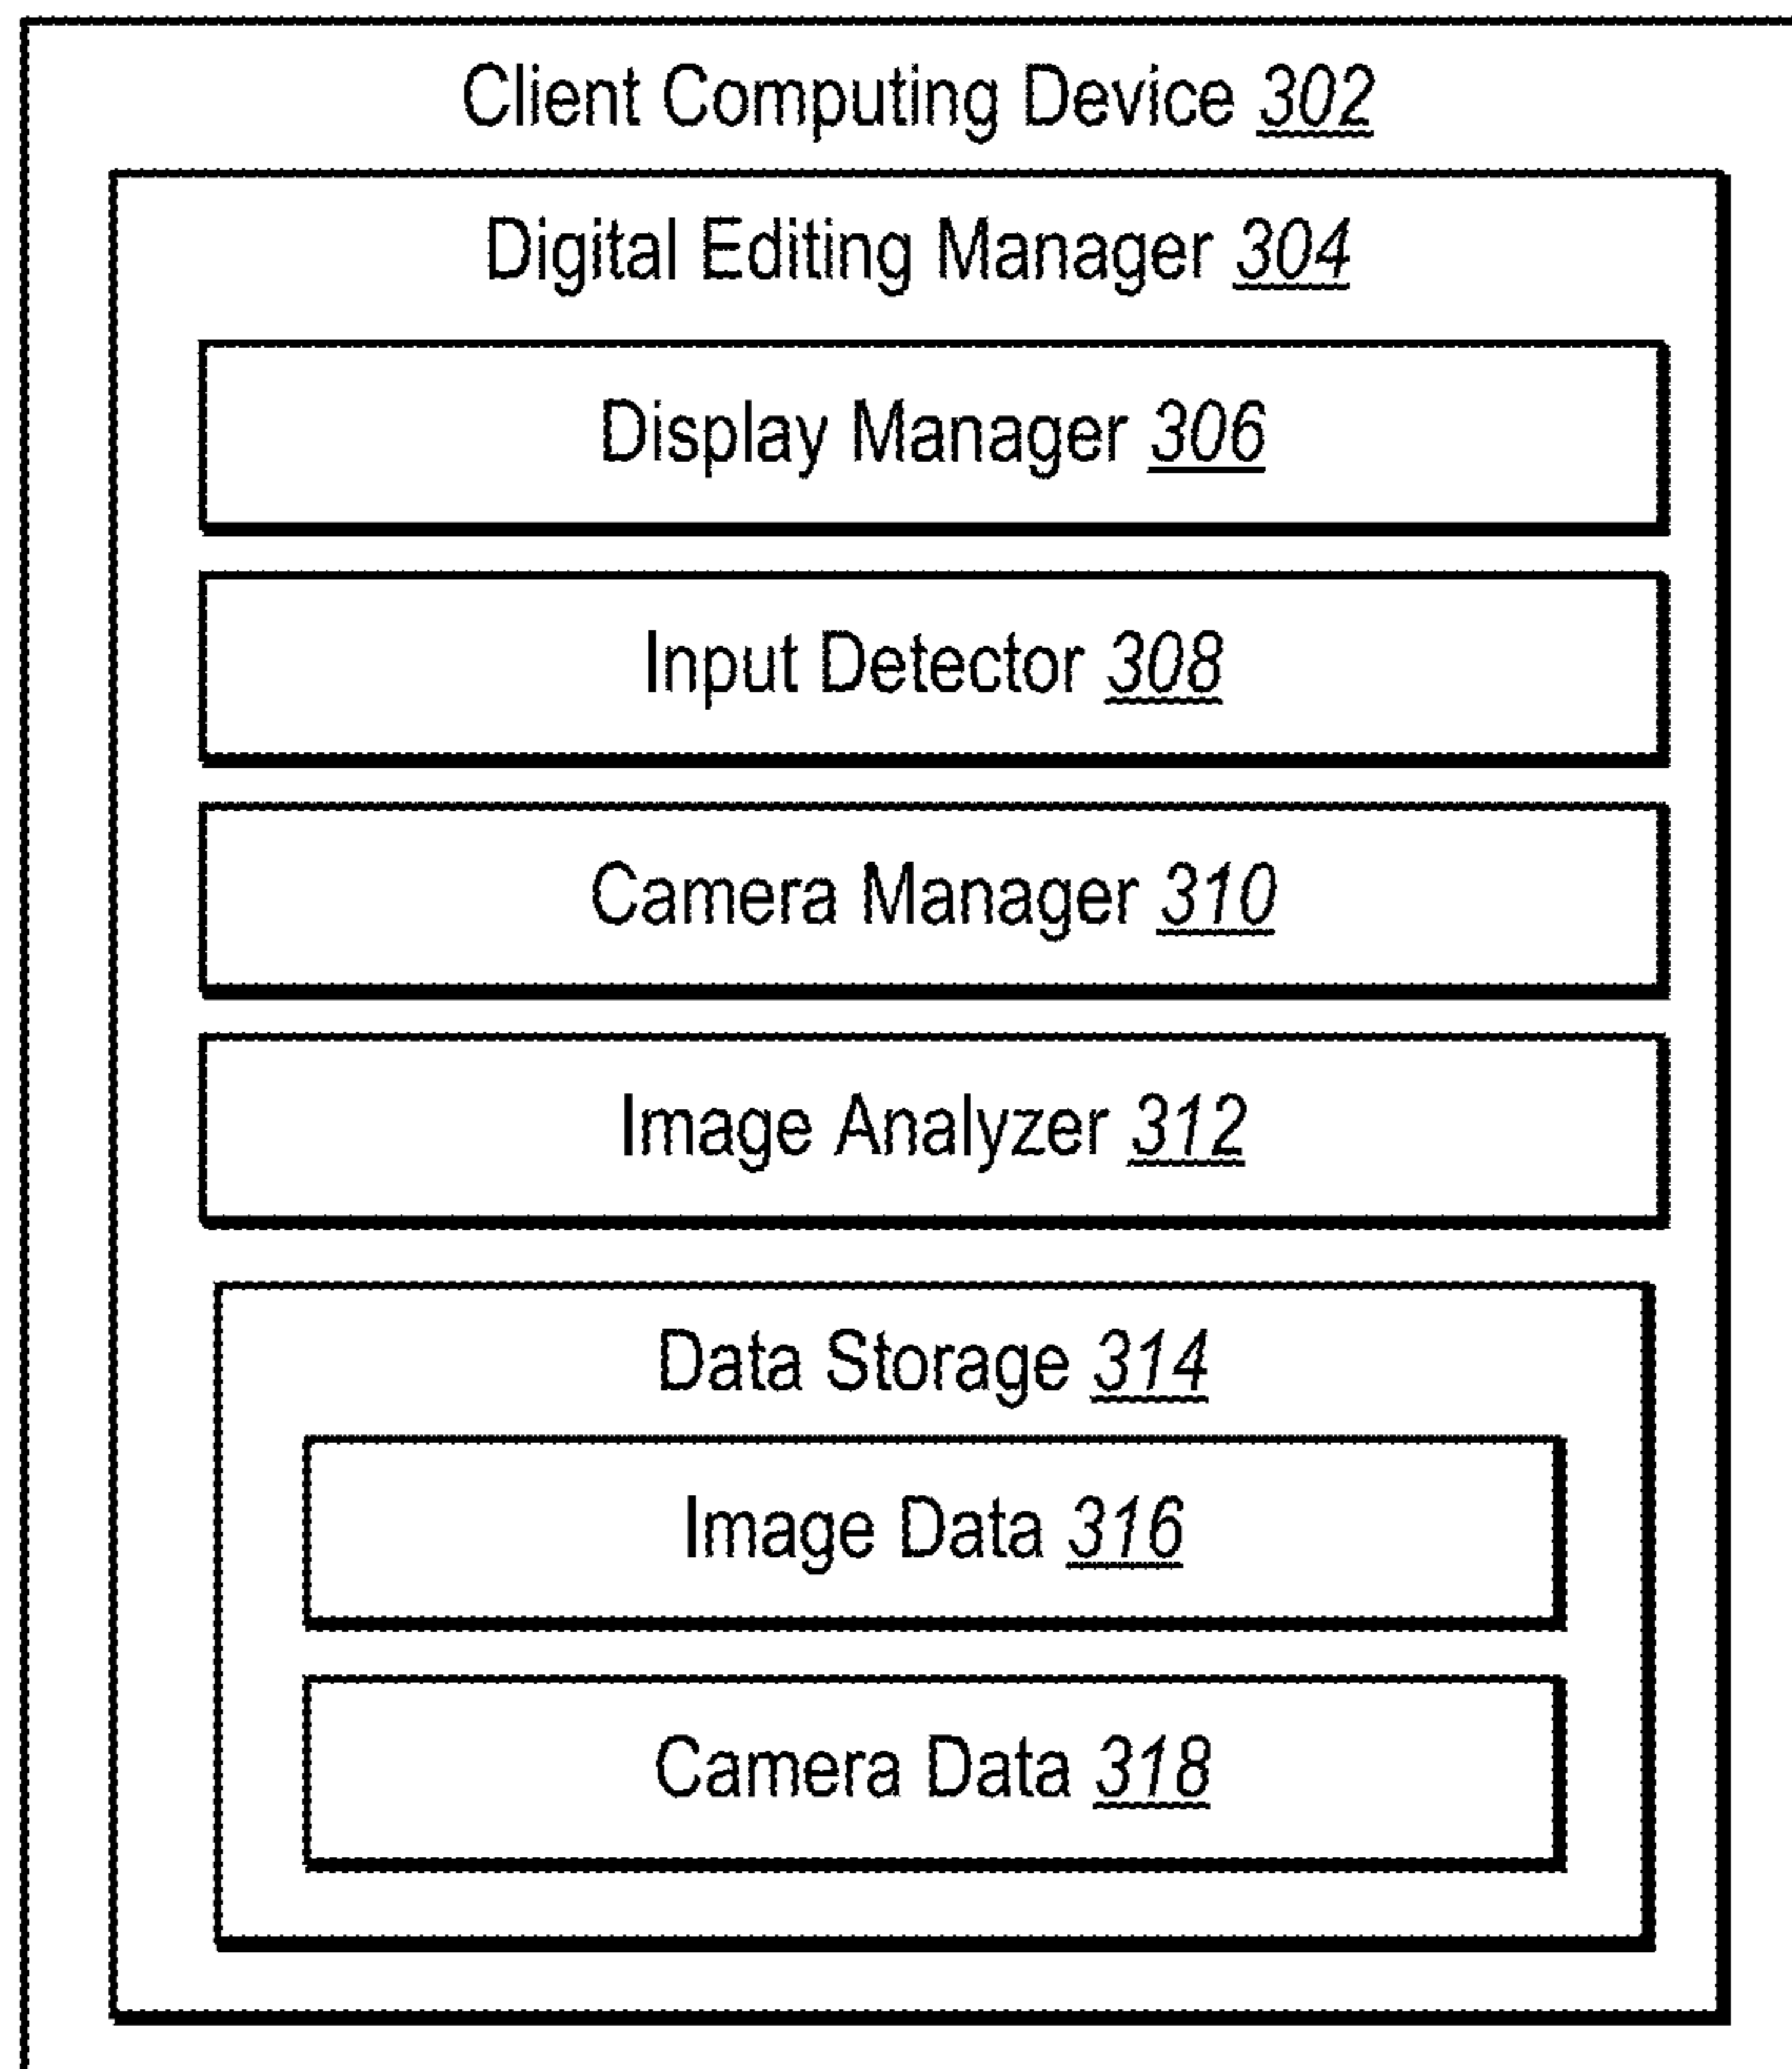 Client Computing Device 302
Digital Editing Manager 304
Display Manager 306
Input Detector 308
Camera Manager 310
Image Analyzer 312
Data Storage 314
Image Data 316
Camera Data 318